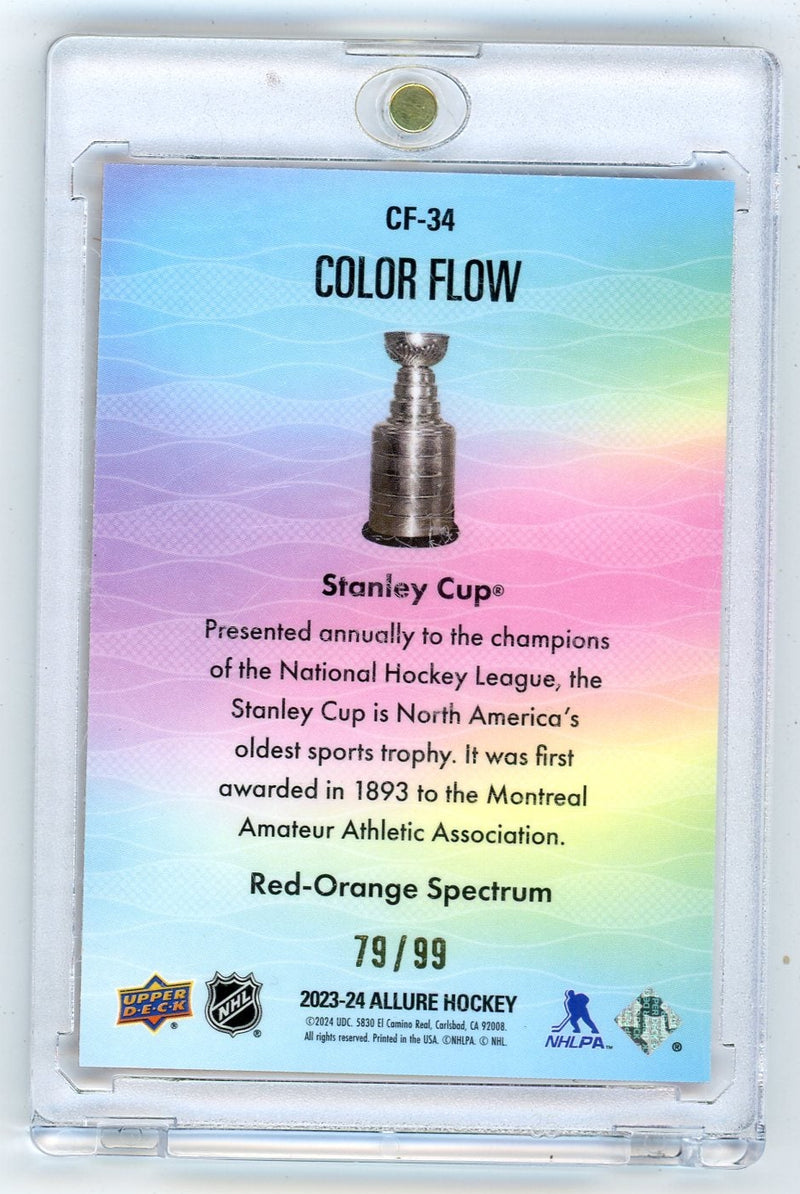 CF-34
COLOR FLOW
Stanley Cup®
Presented annually to the champions
of the National Hockey League, the
Stanley Cup is North America's
oldest sports trophy. It was first
awarded in 1893 to the Montreal
Amateur Athletic Association.
Red-Orange Spectrum
79/99
UPPER
D•E•C•K ®
NHL ®
2023-24 ALLURE HOCKEY
©2024 UDC. 5830 El Camino Real, Carlsbad, CA 92008.
All rights reserved. Printed in the USA. ©NHLPA. © NHL.
NHLPA™
®